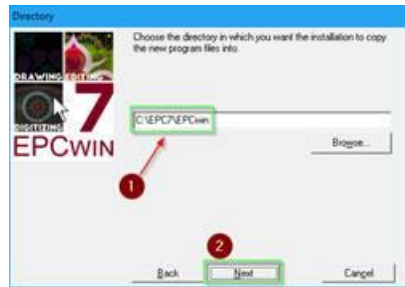 Directory
Choose the directory in which you want the installation to copy
the new program files into.
DRAWING EDITING
DIGITIZING
7
EPCWIN
C:\EPC7\EPCwin
Browse...
1
2
Back
Next
Cancel